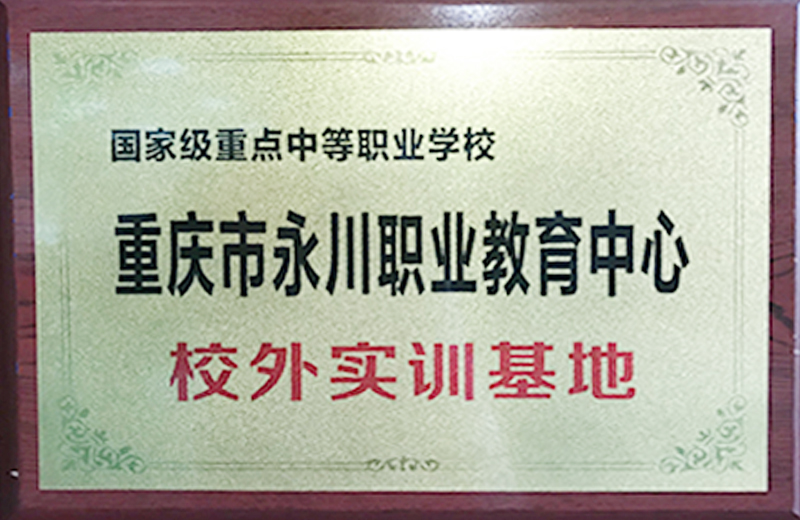 国家级重点中等职业学校
重庆市永川职业教育中心
校外实训基地